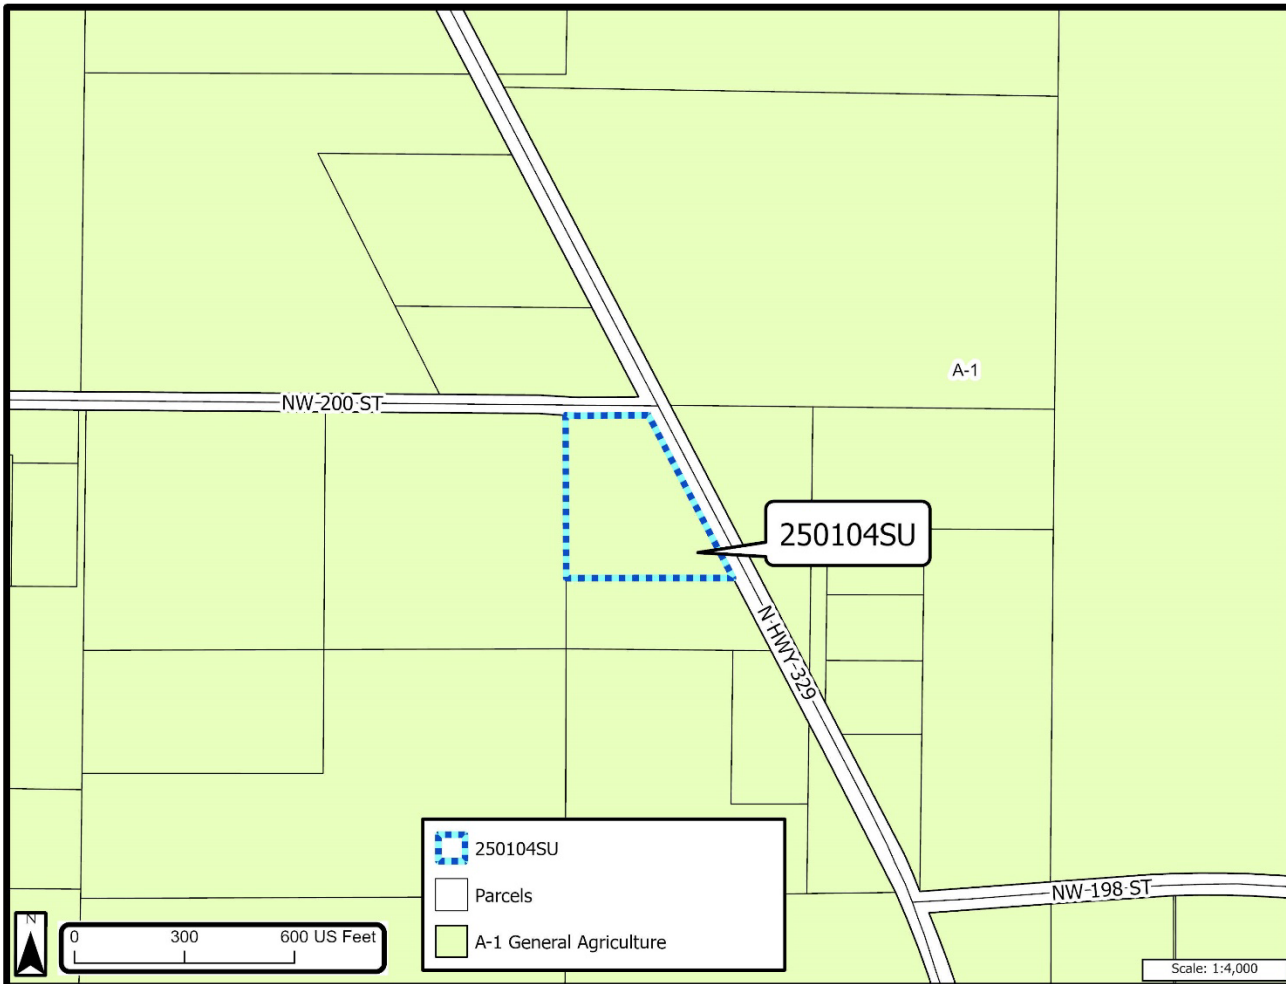 A-1
NW 200 ST
250104SU
N HWY 329
250104SU
Parcels
A-1 General Agriculture
NW 198 ST
N
0 300 600 US Feet
Scale: 1:4,000